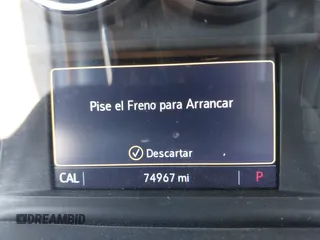 Pise el Freno para Arrancar
Descartar
CAL 74967 mi P
DREAMBID